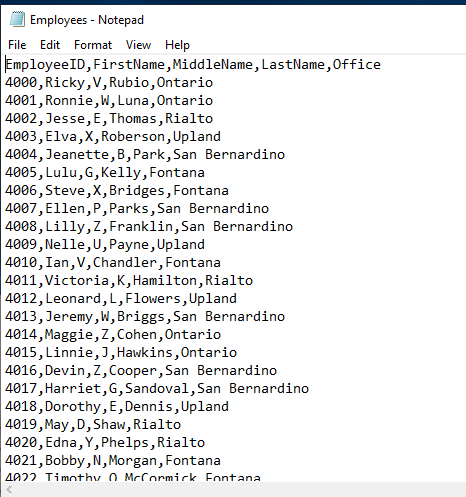 Employees - Notepad
File Edit Format View Help
EmployeeID,FirstName,MiddleName,LastName,Office
4000,Ricky,V,Rubio,Ontario
4001,Ronnie,W,Luna,Ontario
4002,Jesse,E,Thomas,Rialto
4003,Elva,X,Roberson,Upland
4004,Jeanette,B,Park,San Bernardino
4005,Lulu,G,Kelly,Fontana
4006,Steve,X,Bridges,Fontana
4007,Ellen,P,Parks,San Bernardino
4008,Lilly,Z,Franklin,San Bernardino
4009,Nelle,U,Payne,Upland
4010,Ian,V,Chandler,Fontana
4011,Victoria,K,Hamilton,Rialto
4012,Leonard,L,Flowers,Upland
4013,Jeremy,W,Briggs,San Bernardino
4014,Maggie,Z,Cohen,Ontario
4015,Linnie,J,Hawkins,Ontario
4016,Devin,Z,Cooper,San Bernardino
4017,Harriet,G,Sandoval,San Bernardino
4018,Dorothy,E,Dennis,Upland
4019,May,D,Shaw,Rialto
4020,Edna,Y,Phelps,Rialto
4021,Bobby,N,Morgan,Fontana
4022,Timothy,O,McCormick,Fontana